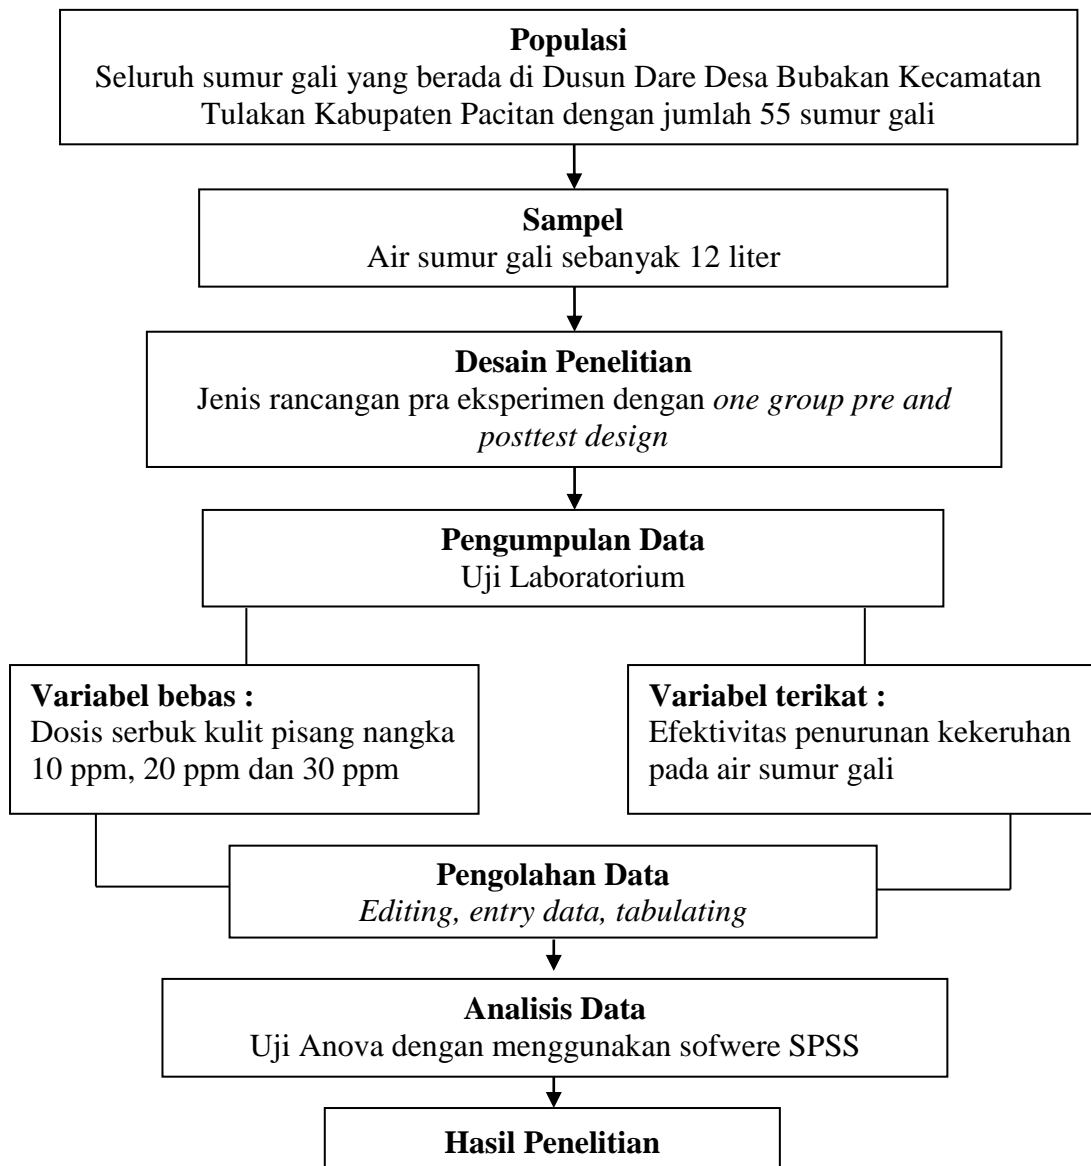 Populasi
Seluruh sumur gali yang berada di Dusun Dare Desa Bubakan Kecamatan
Tulakan Kabupaten Pacitan dengan jumlah 55 sumur gali
Sampel
Air sumur gali sebanyak 12 liter
Desain Penelitian
Jenis rancangan pra eksperimen dengan one group pre and
posttest design
Pengumpulan Data
Uji Laboratorium
Variabel bebas :
Dosis serbuk kulit pisang nangka
10 ppm, 20 ppm dan 30 ppm
Variabel terikat :
Efektivitas penurunan kekeruhan
pada air sumur gali
Pengolahan Data
Editing, entry data, tabulating
Analisis Data
Uji Anova dengan menggunakan sofwere SPSS
Hasil Penelitian